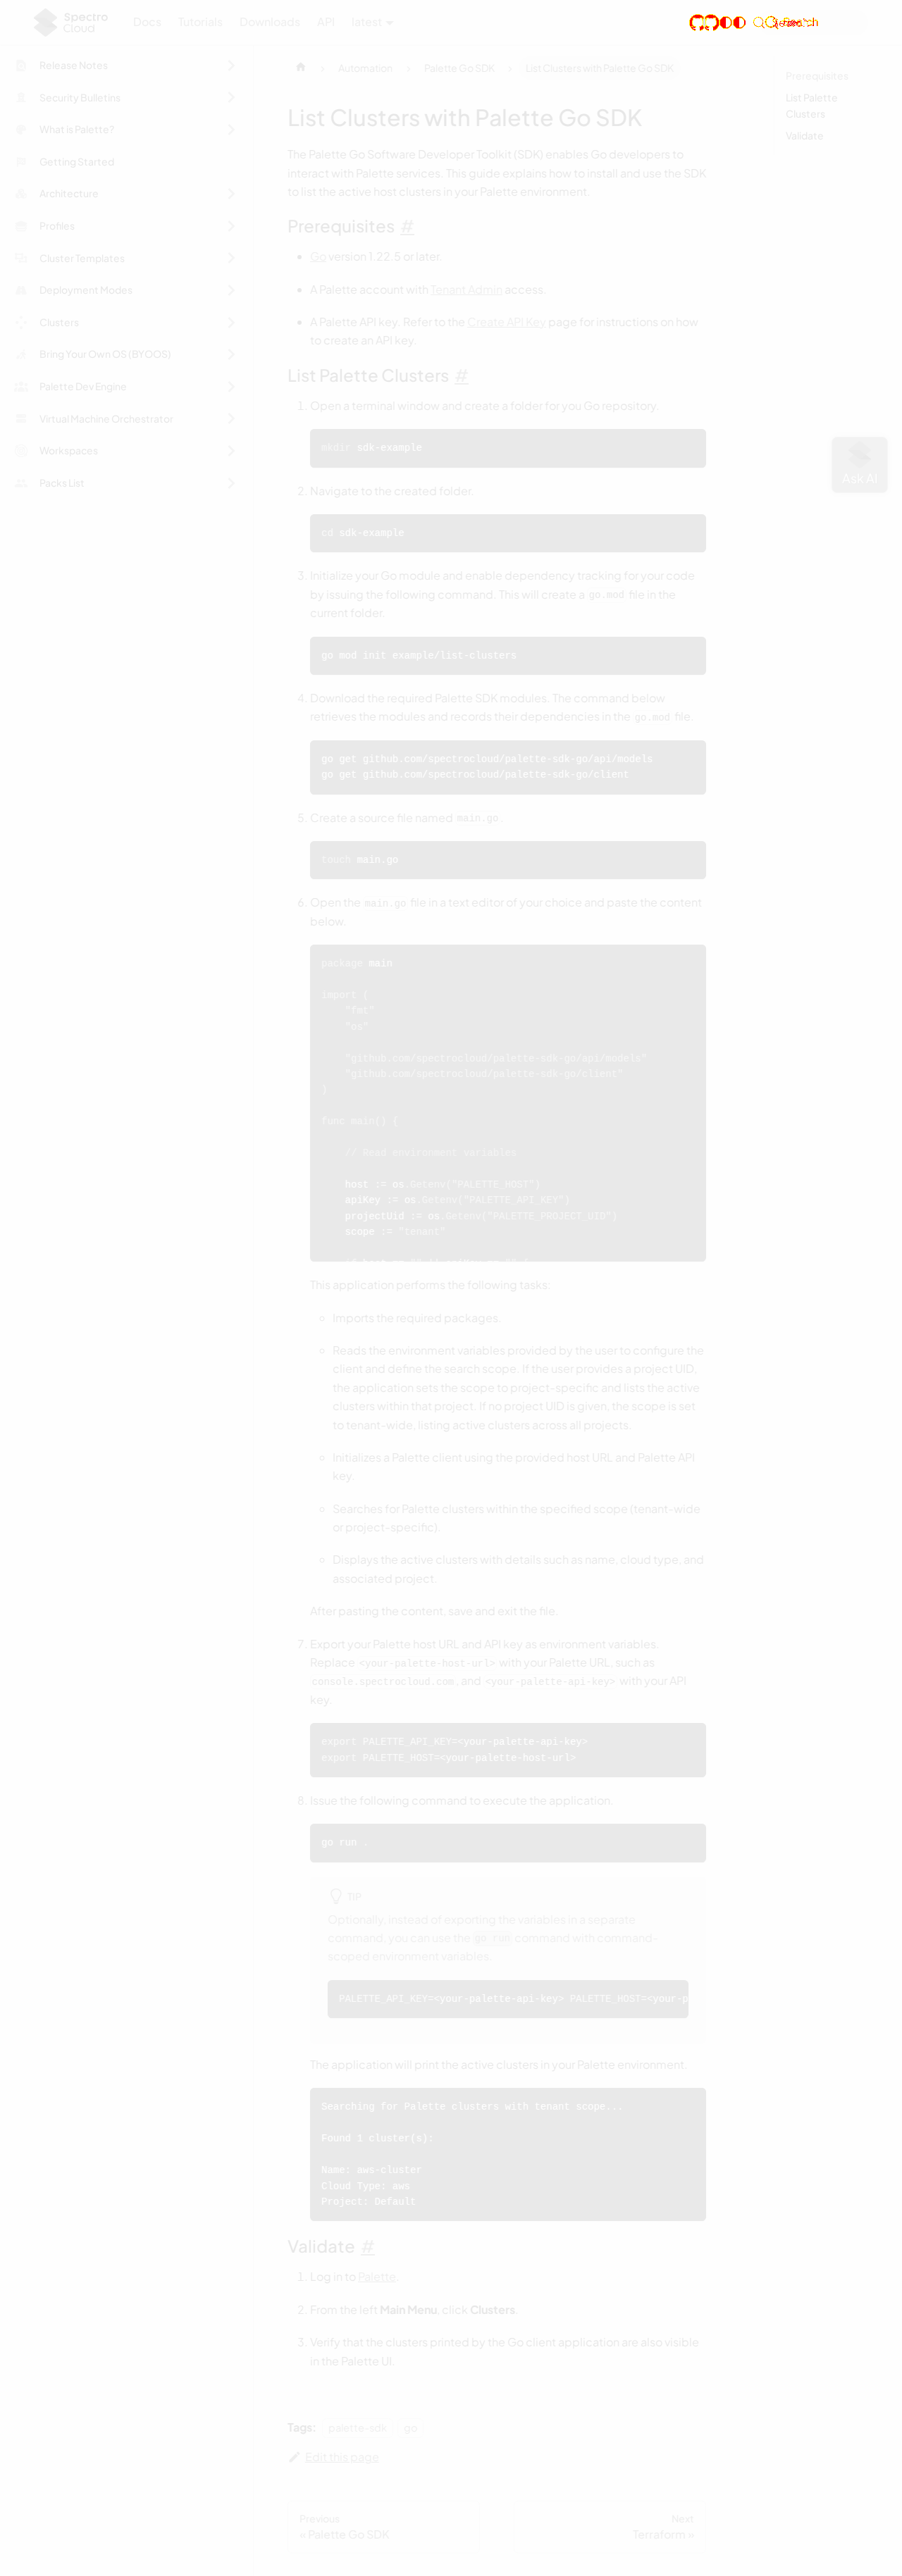 Spectro Cloud
Docs Tutorials Downloads API latest
Release Notes
Security Bulletins
What is Palette?
Getting Started
Architecture
Profiles
Cluster Templates
Deployment Modes
Clusters
Bring Your Own OS (BYOOS)
Palette Dev Engine
Virtual Machine Orchestrator
Workspaces
Packs List
Automation > Palette Go SDK > List Clusters with Palette Go SDK
List Clusters with Palette Go SDK
The Palette Go Software Developer Toolkit (SDK) enables Go developers to
interact with Palette services. This guide explains how to install and use the SDK
to list the active host clusters in your Palette environment.
Prerequisites #
Go version 1.22.5 or later.
A Palette account with Tenant Admin access.
A Palette API key. Refer to the Create API Key page for instructions on how
to create an API key.
List Palette Clusters #
1. Open a terminal window and create a folder for you Go repository.
mkdir sdk-example
2. Navigate to the created folder.
cd sdk-example
3. Initialize your Go module and enable dependency tracking for your code
by issuing the following command. This will create a go.mod file in the
current folder.
go mod init example/list-clusters
4. Download the required Palette SDK modules. The command below
retrieves the modules and records their dependencies in the go.mod file.
go get github.com/spectrocloud/palette-sdk-go/api/models
go get github.com/spectrocloud/palette-sdk-go/client
5. Create a source file named main.go.
touch main.go
6. Open the main.go file in a text editor of your choice and paste the content
below.
package main
import (
"fmt"
"os"
"github.com/spectrocloud/palette-sdk-go/api/models"
"github.com/spectrocloud/palette-sdk-go/client"
)
func main() {
// Read environment variables
host := os.Getenv("PALETTE_HOST")
apiKey := os.Getenv("PALETTE_API_KEY")
projectUid := os.Getenv("PALETTE_PROJECT_UID")
scope := "tenant"
This application performs the following tasks:
Imports the required packages.
Reads the environment variables provided by the user to configure the
client and define the search scope. If the user provides a project UID,
the application sets the scope to project-specific and lists the active
clusters within that project. If no project UID is given, the scope is set
to tenant-wide, listing active clusters across all projects.
Initializes a Palette client using the provided host URL and Palette API
key.
Searches for Palette clusters within the specified scope (tenant-wide
or project-specific).
Displays the active clusters with details such as name, cloud type, and
associated project.
After pasting the content, save and exit the file.
7. Export your Palette host URL and API key as environment variables.
Replace <your-palette-host-url> with your Palette URL, such as
console.spectrocloud.com, and <your-palette-api-key> with your API
key.
export PALETTE_API_KEY=<your-palette-api-key>
export PALETTE_HOST=<your-palette-host-url>
8. Issue the following command to execute the application.
go run .
TIP
Optionally, instead of exporting the variables in a separate
command, you can use the go run command with command-
scoped environment variables.
PALETTE_API_KEY=<your-palette-api-key> PALETTE_HOST=<your-p
The application will print the active clusters in your Palette environment.
Searching for Palette clusters with tenant scope...
Found 1 cluster(s):
Name: aws-cluster
Cloud Type: aws
Project: Default
Validate #
1. Log in to Palette.
2. From the left Main Menu, click Clusters.
3. Verify that the clusters printed by the Go client application are also visible
in the Palette UI.
Tags: palette-sdk go
Edit this page
Previous
« Palette Go SDK
Next
Terraform »
Prerequisites
List Palette
Clusters
Validate
Ask AI